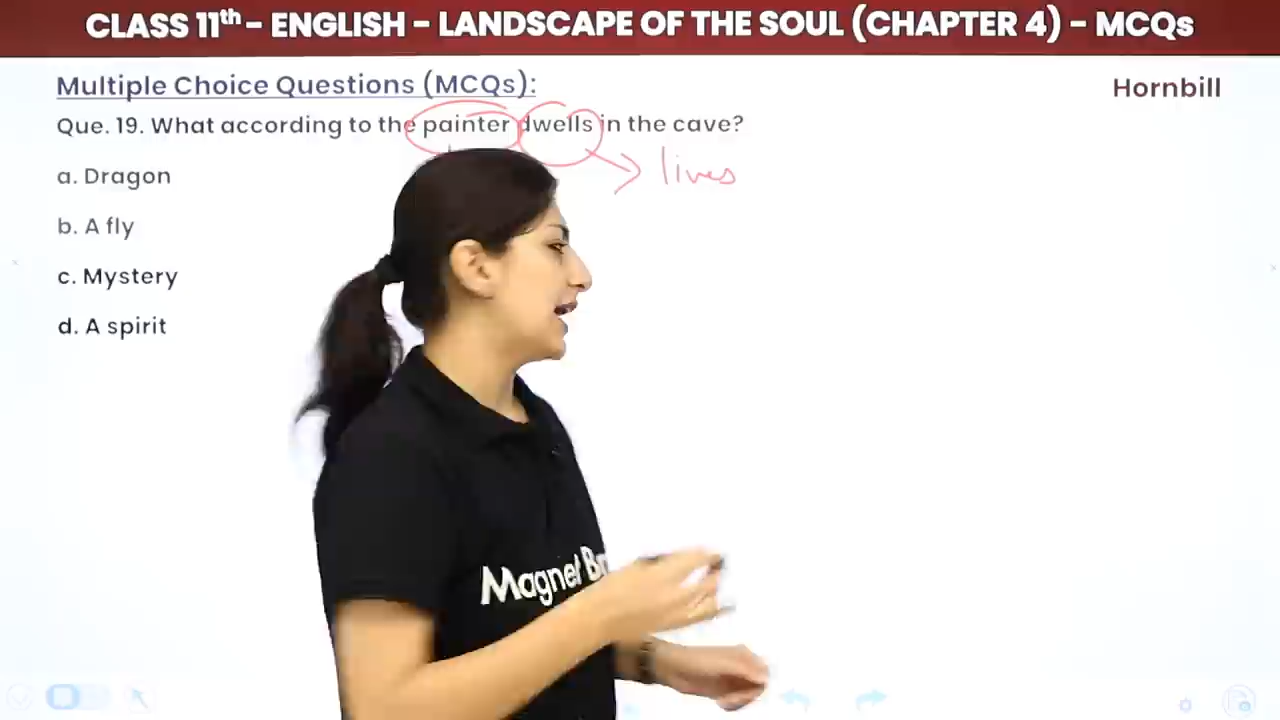 CLASS 11th - ENGLISH - LANDSCAPE OF THE SOUL (CHAPTER 4) - MCQs
Multiple Choice Questions (MCQs):
Hornbill
Que. 19. What according to the painter dwells in the cave?
lives
a. Dragon
b. A fly
c. Mystery
d. A spirit
Magnet